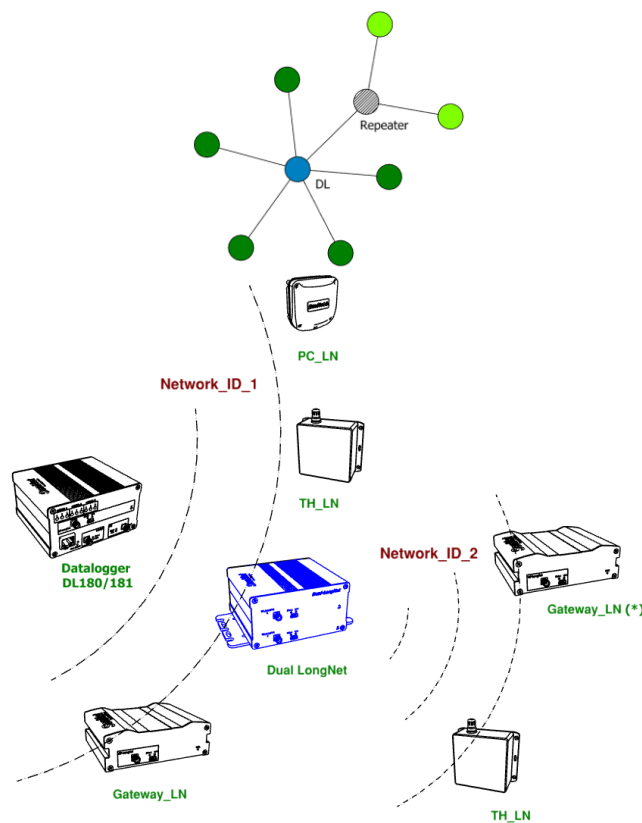 Repeater
DL
PC_LN
Network_ID_1
TH_LN
Datalogger
DL180/181
Network_ID_2
Gateway_LN (*)
Dual LongNet
Gateway_LN
TH_LN